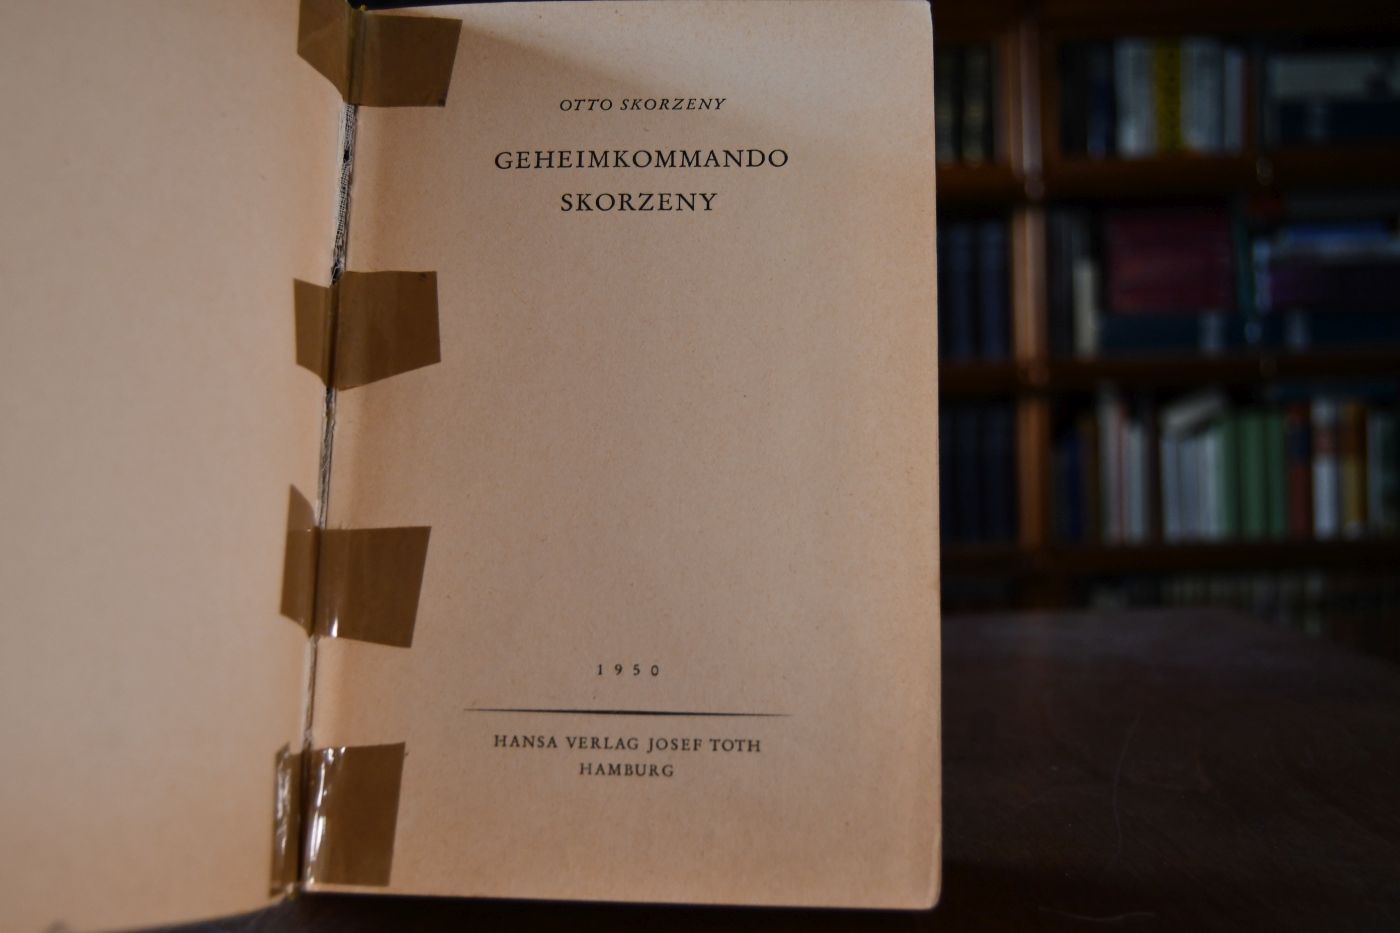 OTTO SKORZENY
GEHEIMKOMMANDO
SKORZENY
1950
HANSA VERLAG JOSEF TOTH
HAMBURG